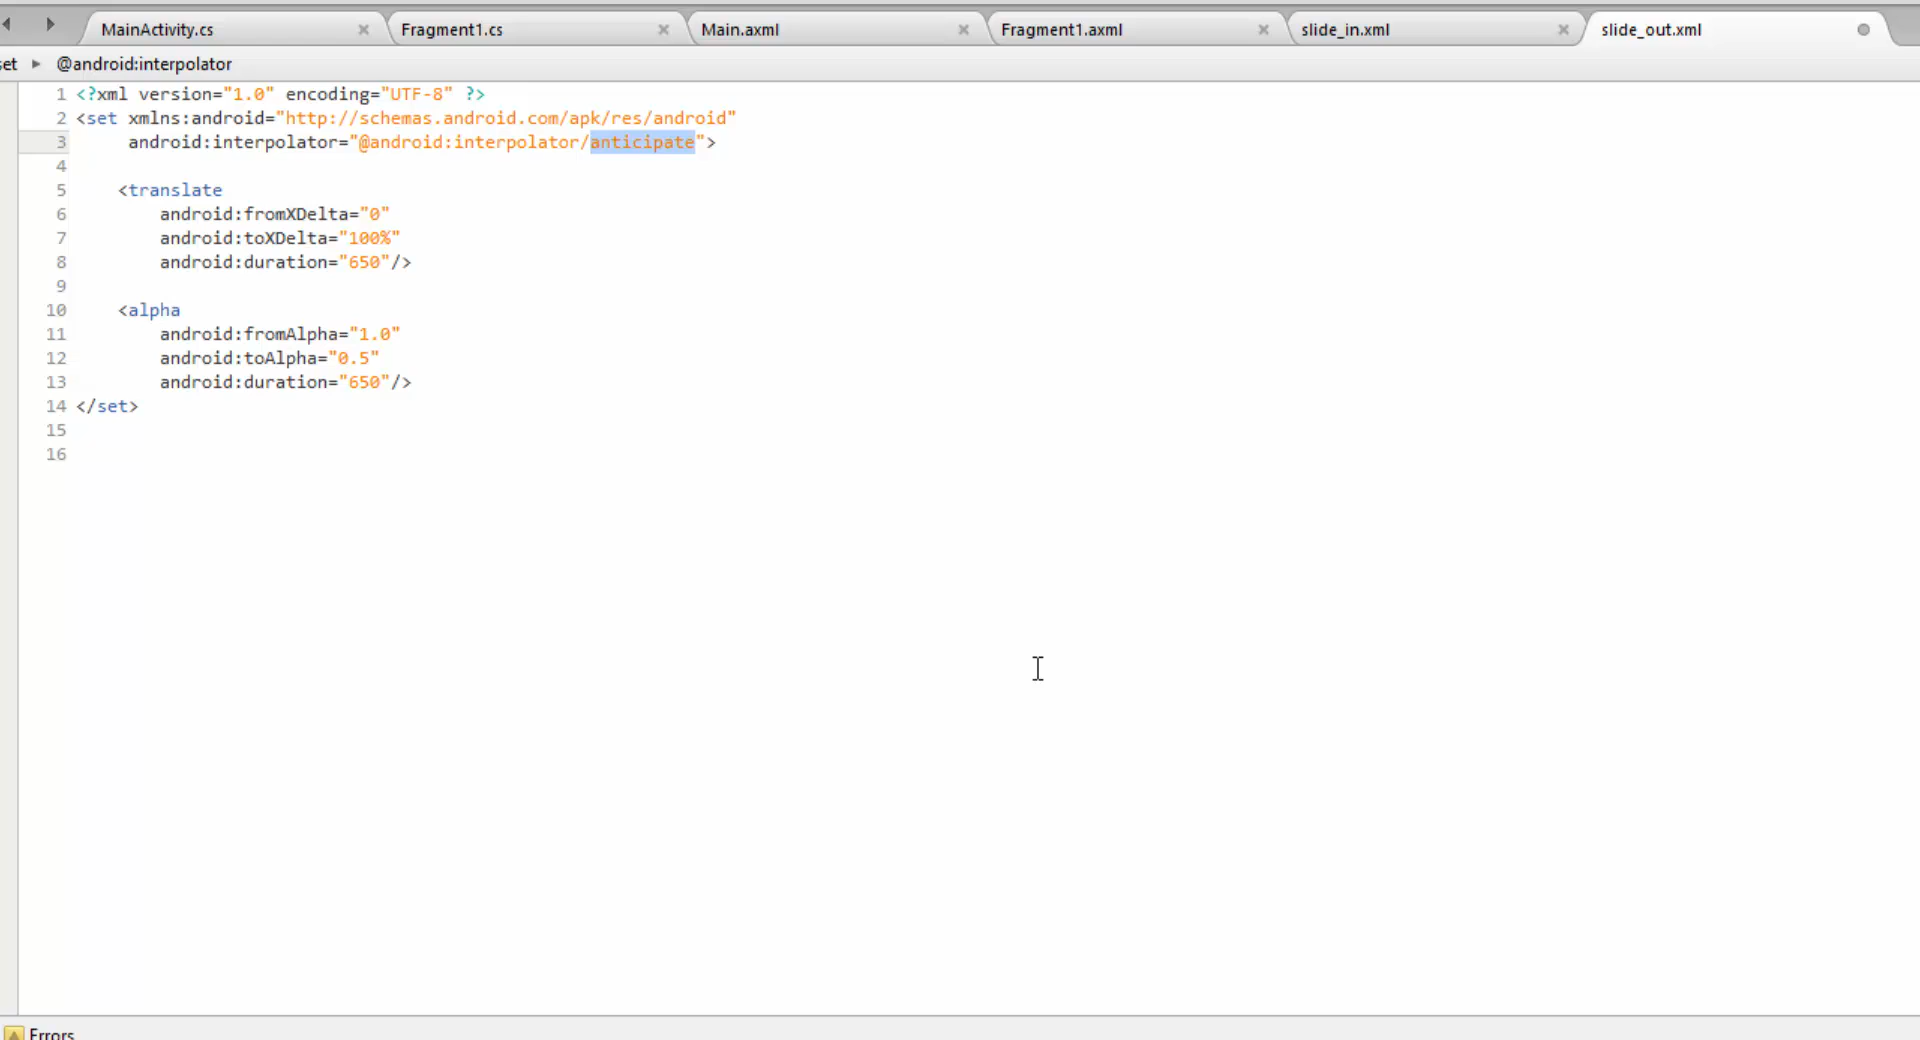 MainActivity.cs Fragment1.cs Main.axml Fragment1.axml slide_in.xml slide_out.xml
set @android:interpolator
1 <?xml version="1.0" encoding="UTF-8" ?>
2 <set xmlns:android="http://schemas.android.com/apk/res/android"
3 android:interpolator="@android:interpolator/anticipate">
4
5 <translate
6 android:fromXDelta="0"
7 android:toXDelta="100%"
8 android:duration="650"/>
9
10 <alpha
11 android:fromAlpha="1.0"
12 android:toAlpha="0.5"
13 android:duration="650"/>
14 </set>
15
16
Errors